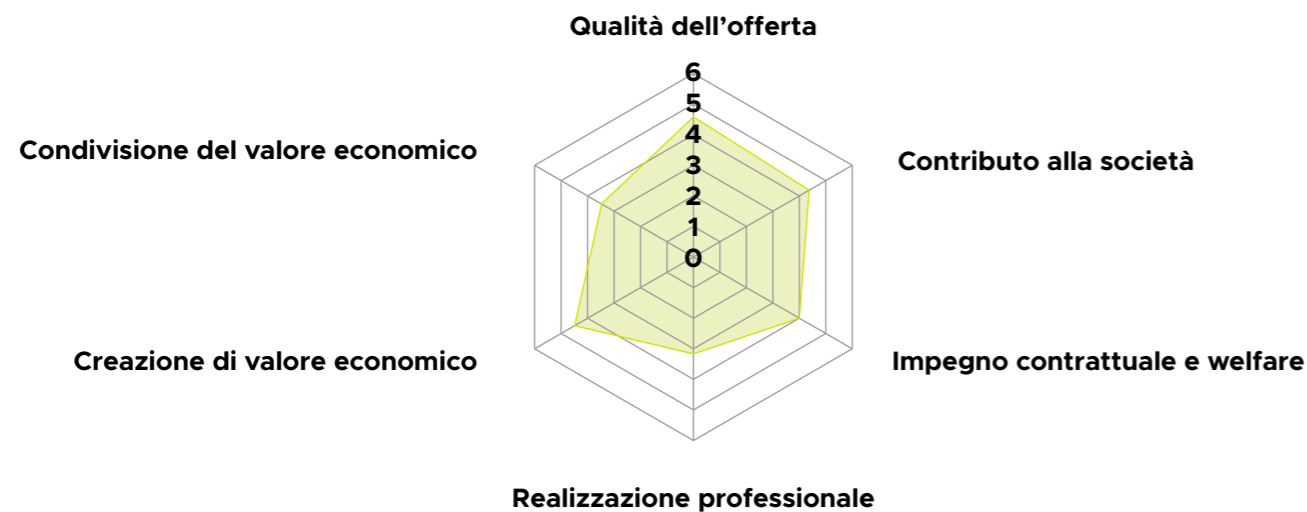 Qualità dell’offerta
6
5
4
3
2
1
0
Condivisione del valore economico
Contributo alla società
Creazione di valore economico
Impegno contrattuale e welfare
Realizzazione professionale